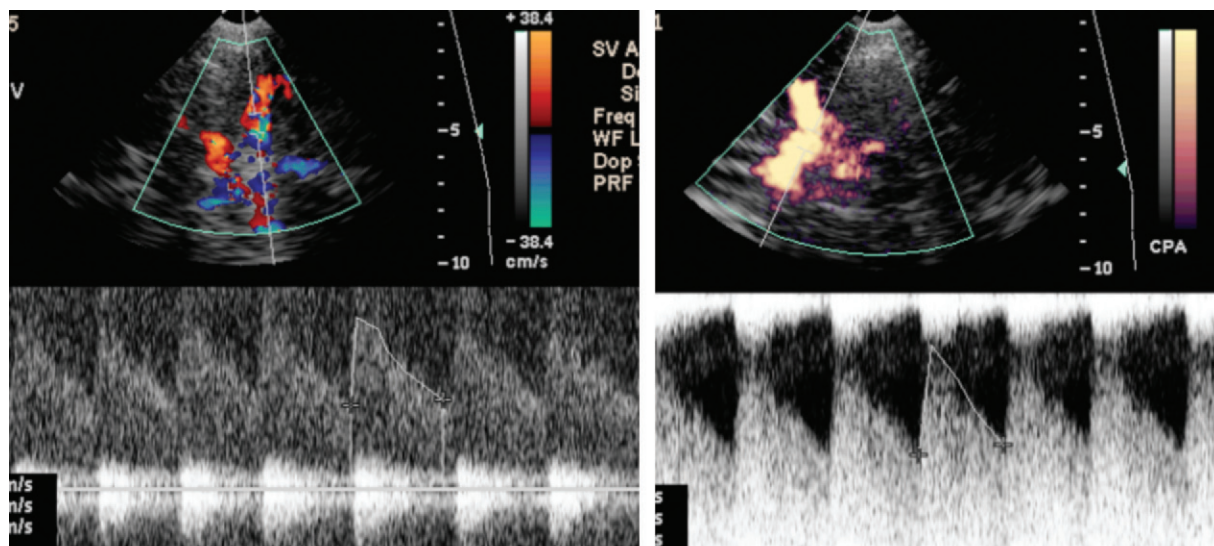 5
V
+ 38.4
- 38.4
cm/s
-5
-10
SV A
De
Si
Freq
WF L
Dop
PRF
m/s
m/s
m/s
1
-5
-10
CPA
s
s
s